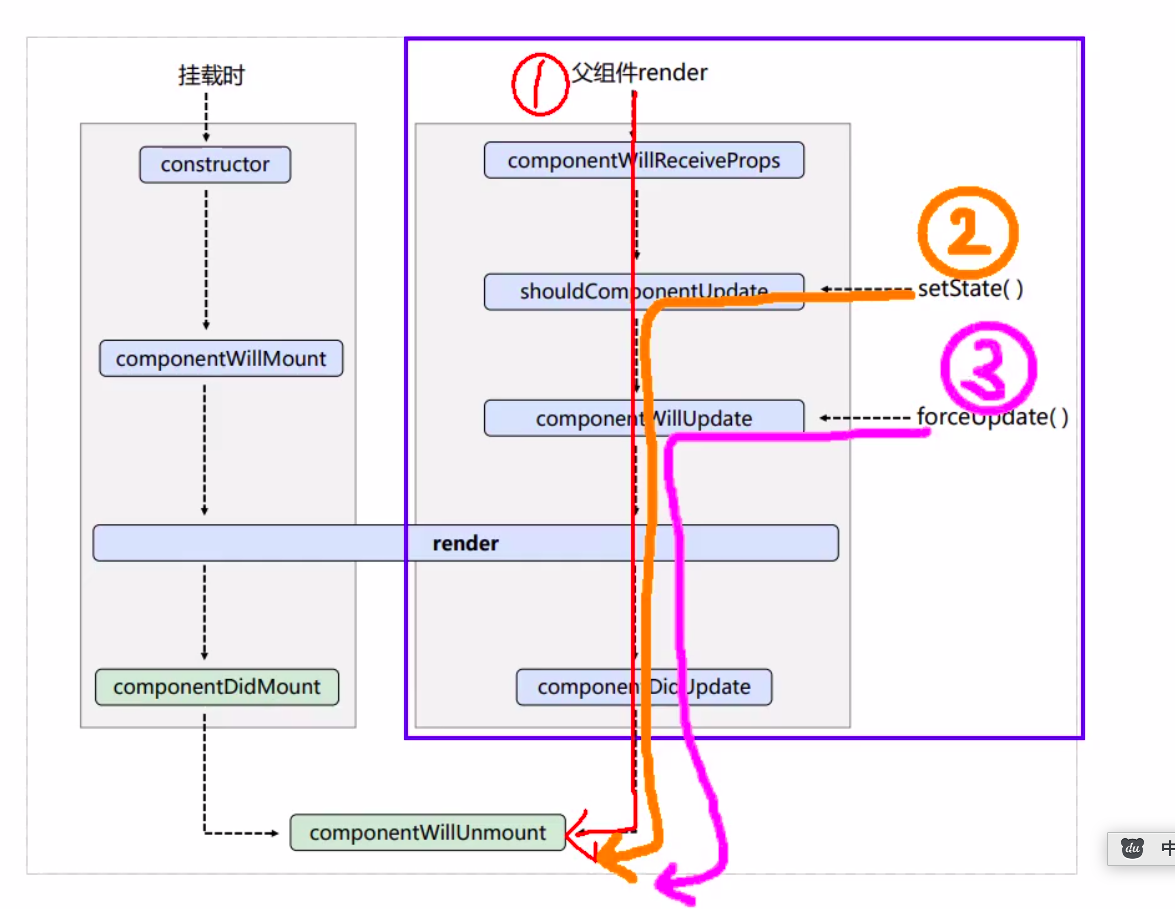 挂载时
constructor
componentWillMount
render
componentDidMount
componentWillUnmount
1
父组件render
componentWillReceiveProps
shouldComponentUpdate
componentWillUpdate
componentDidUpdate
2
setState( )
3
forceUpdate( )
du 中